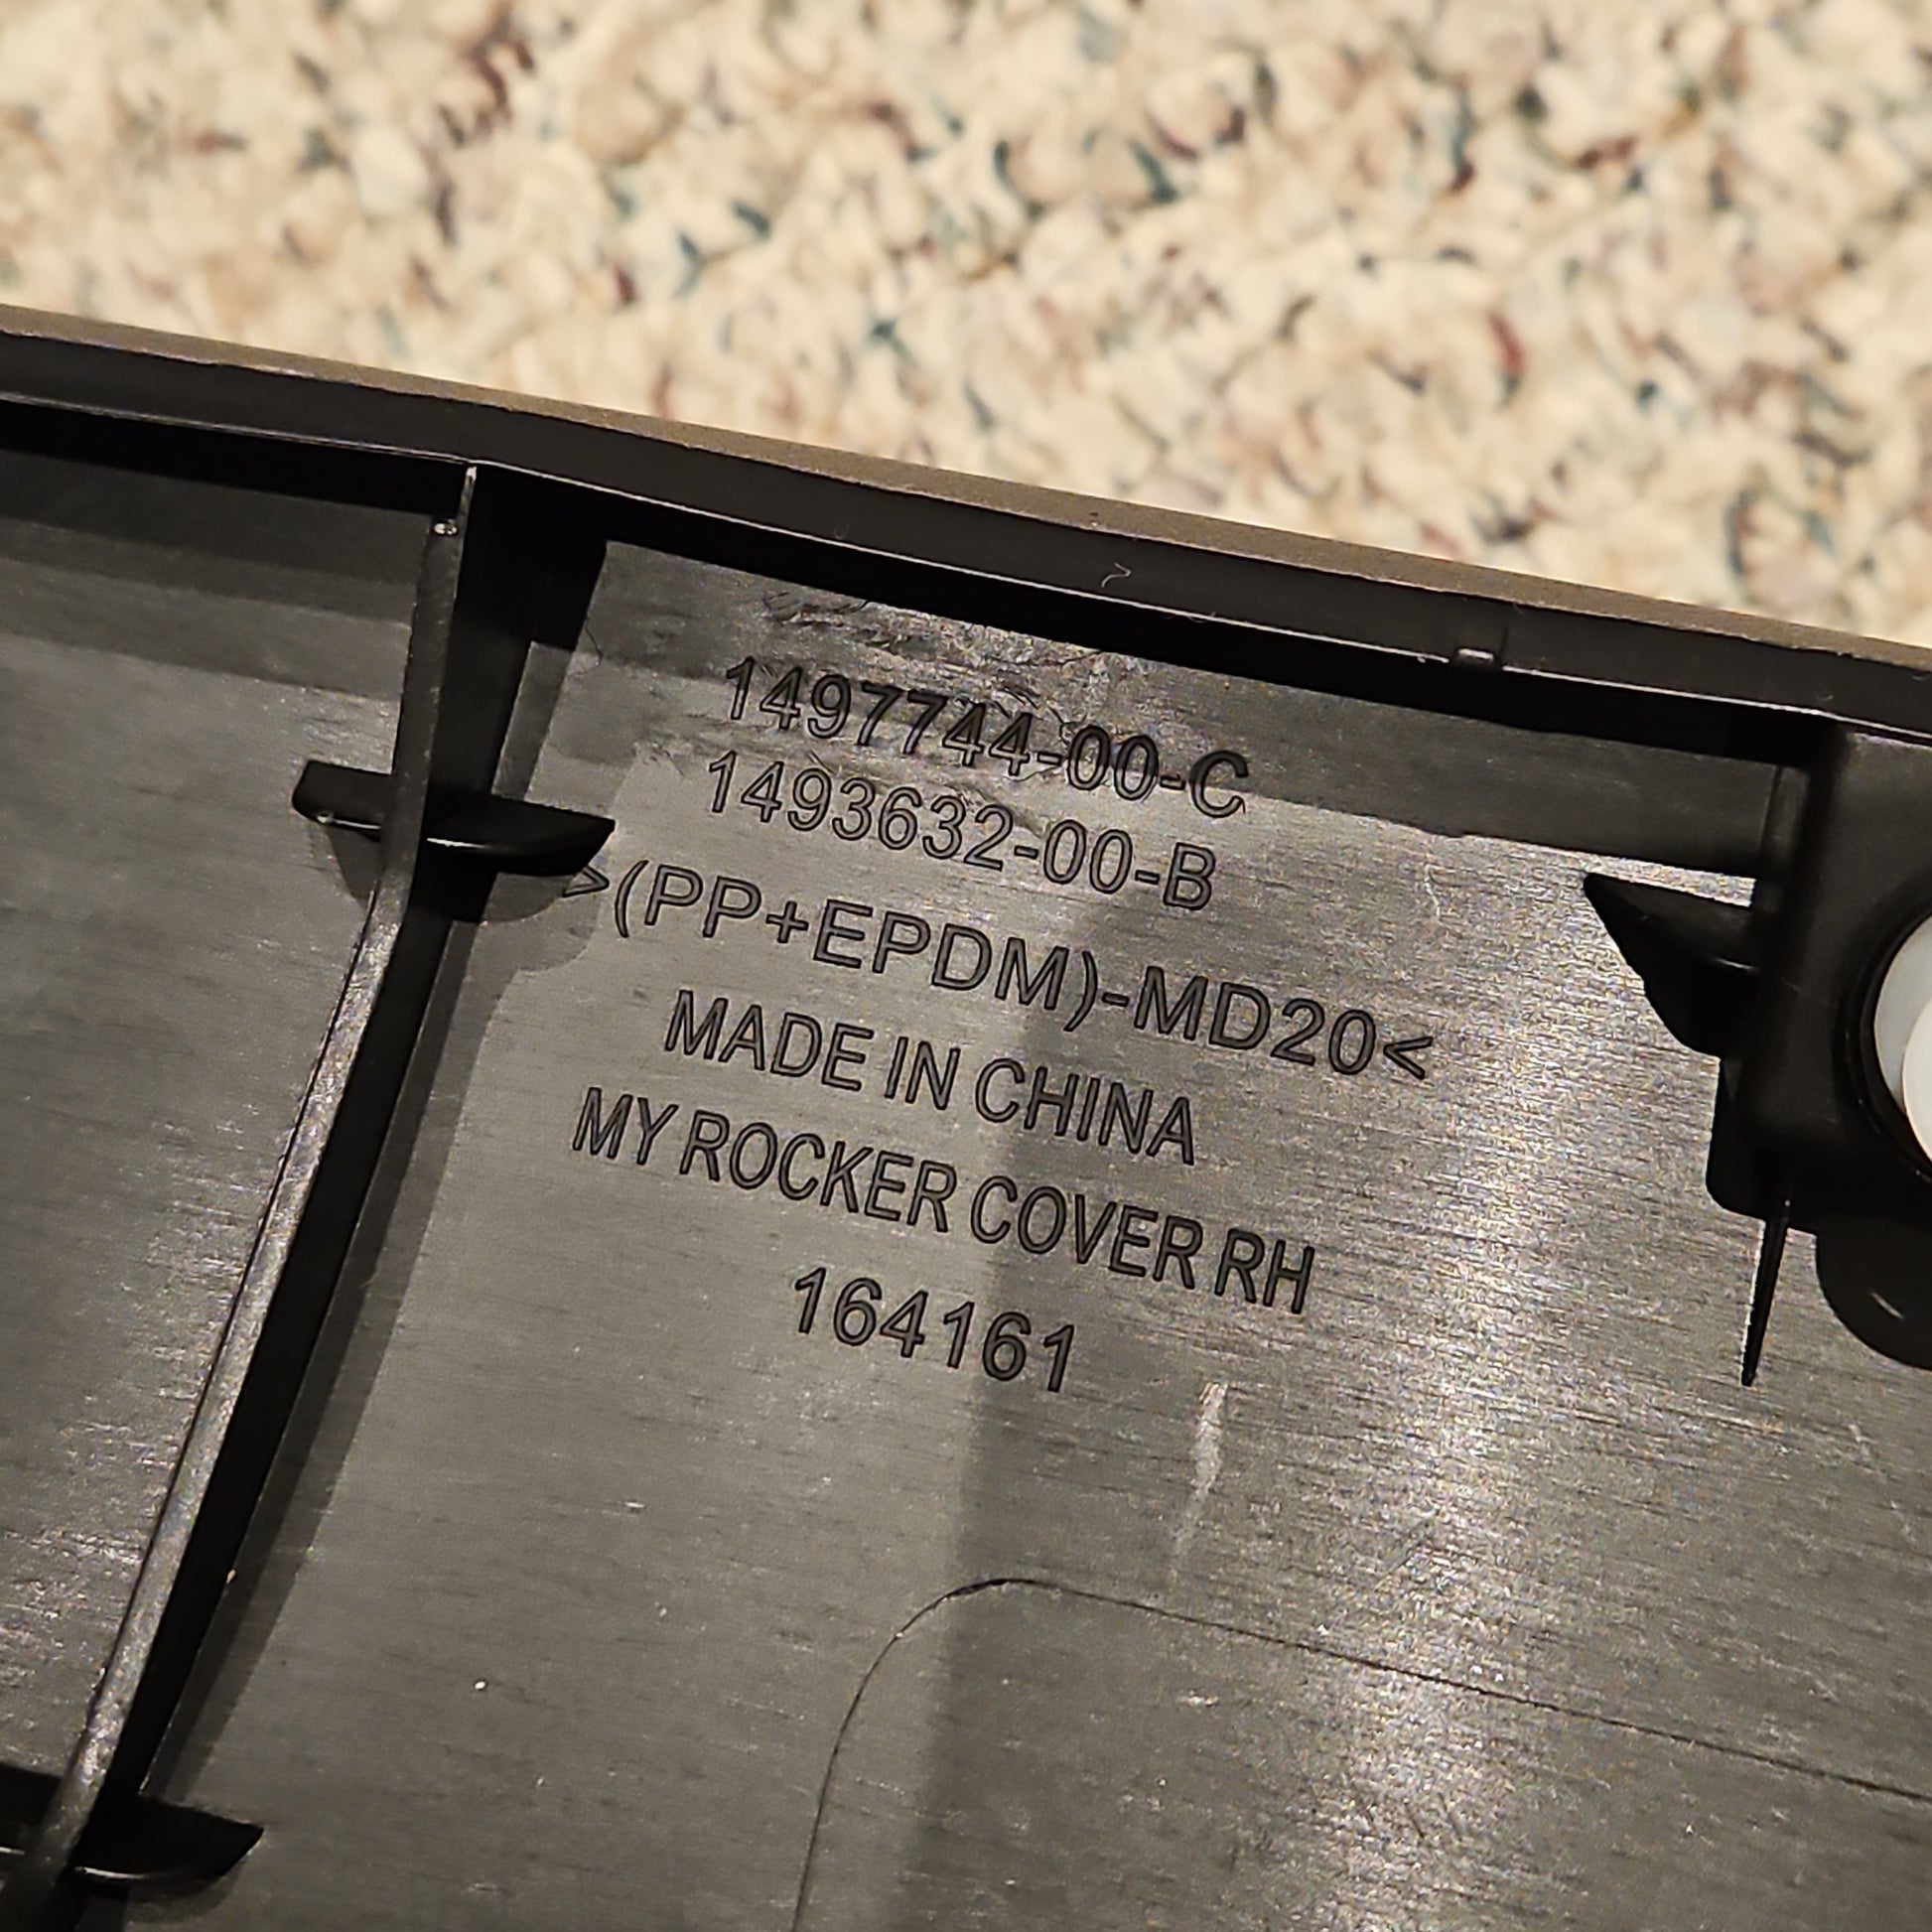 1497744-00-C
1493632-00-B
>(PP+EPDM)-MD20<
MADE IN CHINA
MY ROCKER COVER RH
164161